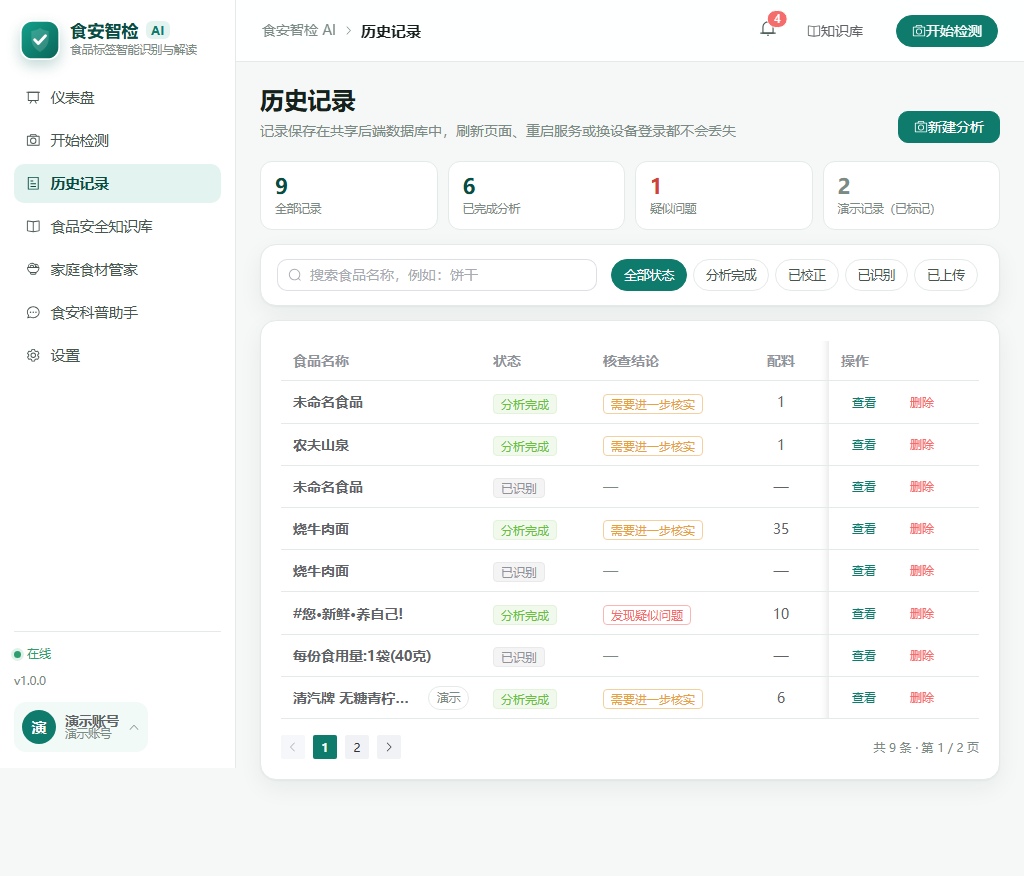 食安智检 AI
食品标签智能识别与解读
仪表盘
开始检测
历史记录
食品安全知识库
家庭食材管家
食安科普助手
设置
在线
v1.0.0
演
演示账号
演示账号
食安智检 AI > 历史记录
4
知识库
开始检测
历史记录
记录保存在共享后端数据库中，刷新页面、重启服务或换设备登录都不会丢失
新建分析
9
全部记录
6
已完成分析
1
疑似问题
2
演示记录（已标记）
搜索食品名称，例如：饼干
全部状态 分析完成 已校正 已识别 已上传
食品名称 状态 核查结论 配料 操作
未命名食品 分析完成 需要进一步核实 1 查看 删除
农夫山泉 分析完成 需要进一步核实 1 查看 删除
未命名食品 已识别 — — 查看 删除
烧牛肉面 分析完成 需要进一步核实 35 查看 删除
烧牛肉面 已识别 — — 查看 删除
#您•新鲜•养自己! 分析完成 发现疑似问题 10 查看 删除
每份食用量:1袋(40克) 已识别 — — 查看 删除
清汽牌 无糖青柠... 演示 分析完成 需要进一步核实 6 查看 删除
< 1 2 >
共 9 条 · 第 1 / 2 页